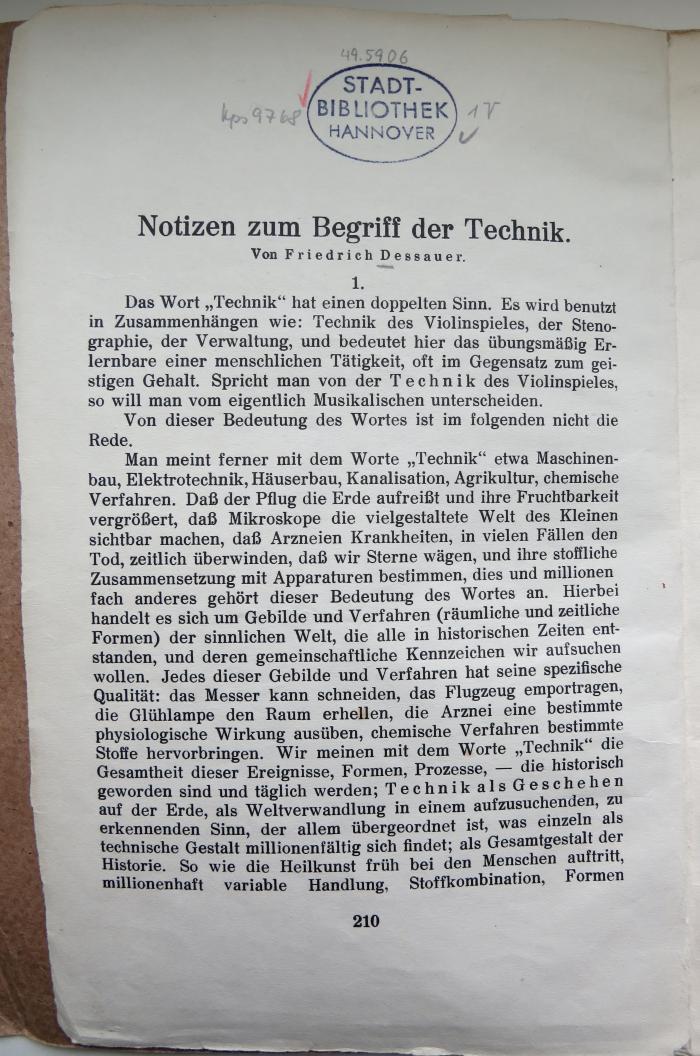 49.5906
STADT-
BIBLIOTHEK
HANNOVER
Kps 9768
Notizen zum Begriff der Technik.
Von Friedrich Dessauer.
1.
Das Wort „Technik“ hat einen doppelten Sinn. Es wird benutzt
in Zusammenhängen wie: Technik des Violinspieles, der Steno-
graphie, der Verwaltung, und bedeutet hier das übungsmäßig Er-
lernbare einer menschlichen Tätigkeit, oft im Gegensatz zum gei-
stigen Gehalt. Spricht man von der Technik des Violinspieles,
so will man vom eigentlich Musikalischen unterscheiden.
Von dieser Bedeutung des Wortes ist im folgenden nicht die
Rede.
Man meint ferner mit dem Worte „Technik“ etwa Maschinen-
bau, Elektrotechnik, Häuserbau, Kanalisation, Agrikultur, chemische
Verfahren. Daß der Pflug die Erde aufreißt und ihre Fruchtbarkeit
vergrößert, daß Mikroskope die vielgestaltete Welt des Kleinen
sichtbar machen, daß Arzneien Krankheiten, in vielen Fällen den
Tod, zeitlich überwinden, daß wir Sterne wägen, und ihre stoffliche
Zusammensetzung mit Apparaturen bestimmen, dies und millionen
fach anderes gehört dieser Bedeutung des Wortes an. Hierbei
handelt es sich um Gebilde und Verfahren (räumliche und zeitliche
Formen) der sinnlichen Welt, die alle in historischen Zeiten ent-
standen, und deren gemeinschaftliche Kennzeichen wir aufsuchen
wollen. Jedes dieser Gebilde und Verfahren hat seine spezifische
Qualität: das Messer kann schneiden, das Flugzeug emportragen,
die Glühlampe den Raum erhellen, die Arznei eine bestimmte
physiologische Wirkung ausüben, chemische Verfahren bestimmte
Stoffe hervorbringen. Wir meinen mit dem Worte „Technik“ die
Gesamtheit dieser Ereignisse, Formen, Prozesse, — die historisch
geworden sind und täglich werden; Technik als Geschehen
auf der Erde, als Weltverwandlung in einem aufzusuchenden, zu
erkennenden Sinn, der allem übergeordnet ist, was einzeln als
technische Gestalt millionenfältig sich findet; als Gesamtgestalt der
Historie. So wie die Heilkunst früh bei den Menschen auftritt,
millionenhaft variable Handlung, Stoffkombination, Formen
210